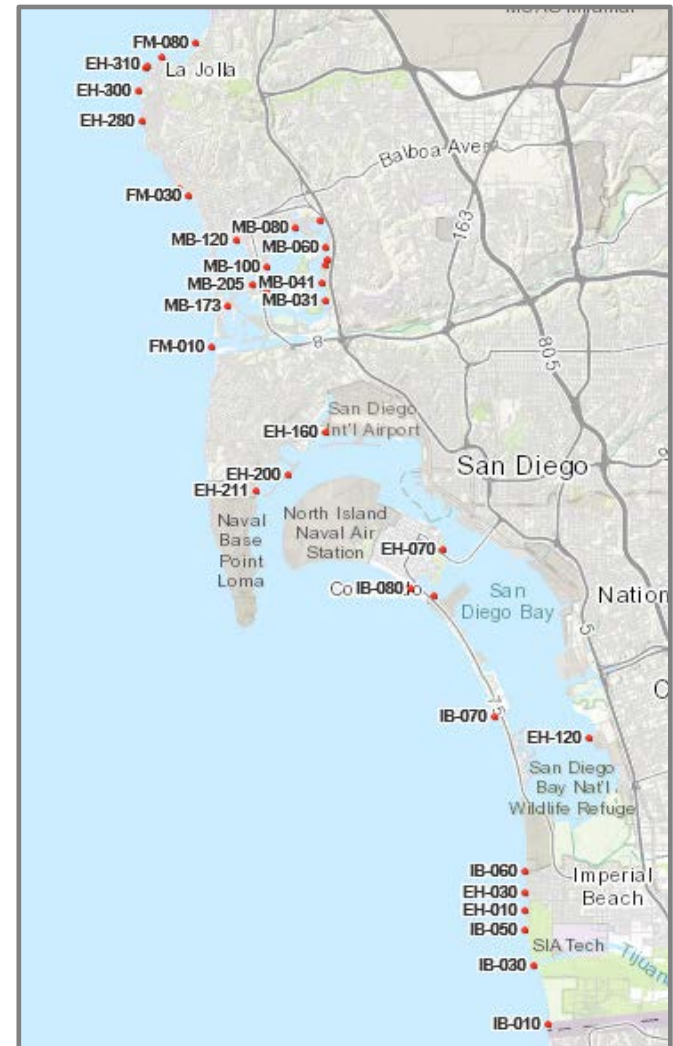 FM-080
La Jolla
EH-310
EH-300
EH-280
Balboa Ave
163
FM-030
MB-080
MB-120
MB-060
MB-100
MB-041
MB-205
MB-031
MB-173
FM-010
8
805
San Diego
Int'l Airport
EH-160
San Diego
EH-200
EH-211
North Island
Naval Air
Station
Naval
Base
Point
Loma
EH-070
IB-080
San
Diego Bay
Nation
5
75
IB-070
EH-120
San Diego
Bay Nat'l
Wildlife Refuge
IB-060
Imperial
Beach
EH-030
EH-010
IB-050
SIA Tech
IB-030
Tijuan
IB-010